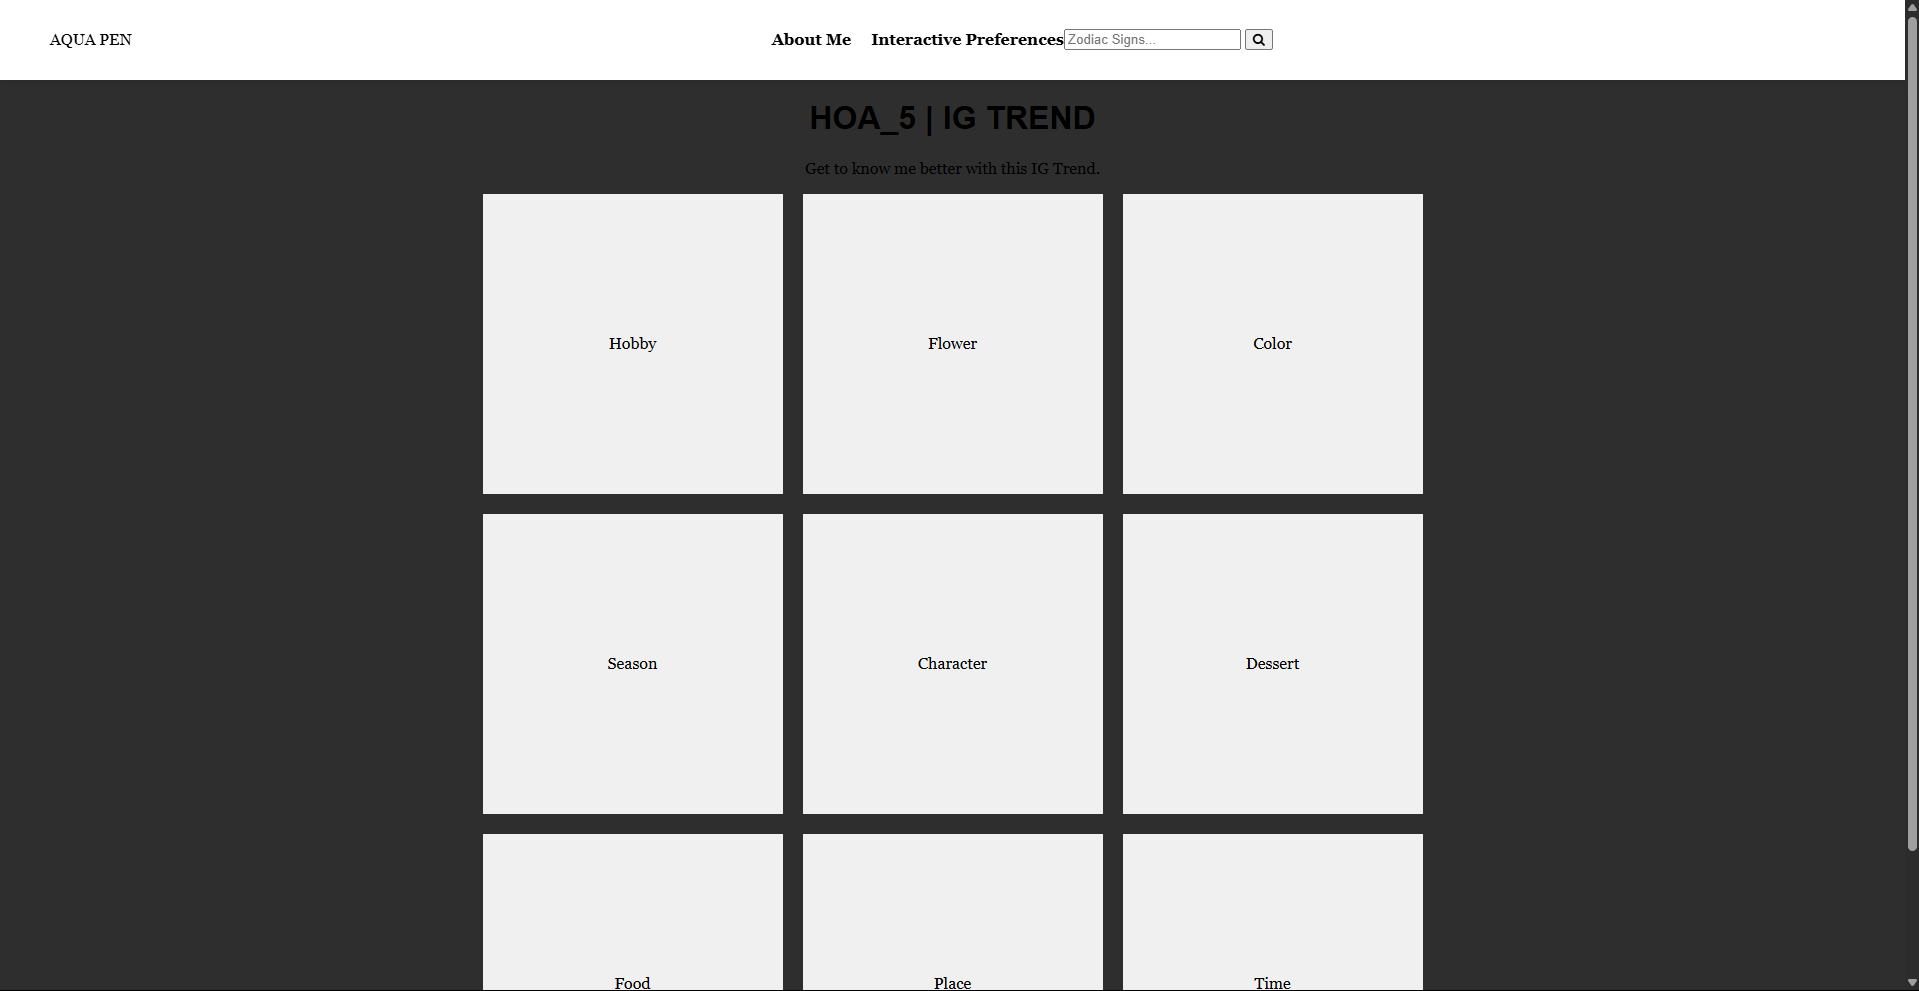 AQUA PEN
About Me
Interactive Preferences
Zodiac Signs...
HOA_5 | IG TREND
Get to know me better with this IG Trend.
Hobby
Flower
Color
Season
Character
Dessert
Food
Place
Time